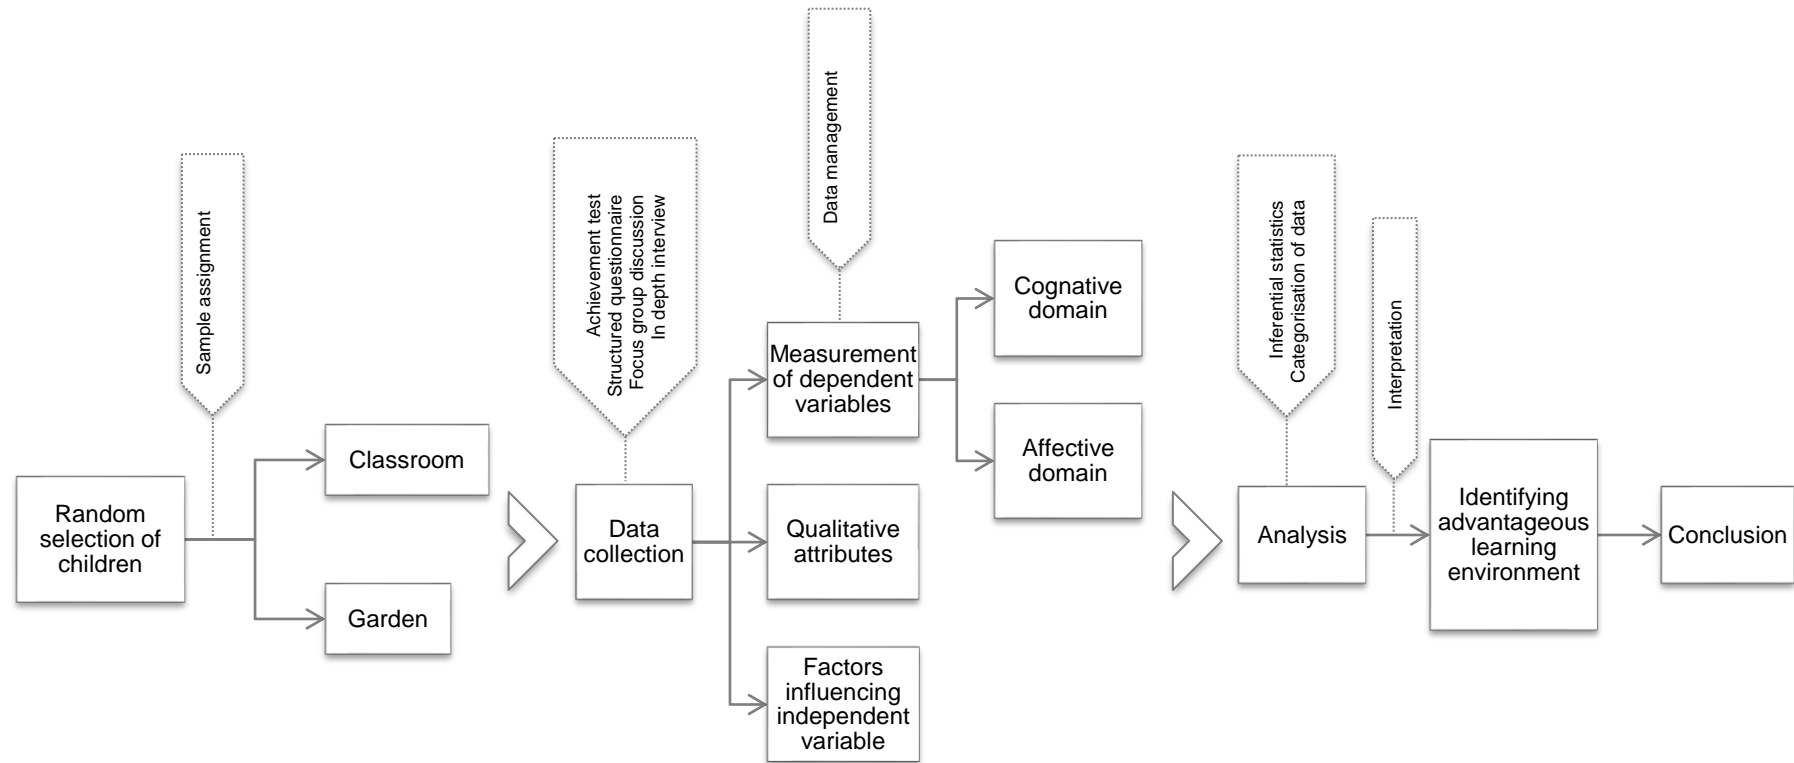 Sample assignment
Random
selection of
children
Classroom
Garden
Achievement test
Structured questionnaire
Focus group discussion
In depth interview
Data
collection
Data management
Measurement
of dependent
variables
Qualitative
attributes
Factors
influencing
independent
variable
Cognative
domain
Affective
domain
Inferential statistics
Categorisation of data
Analysis
Interpretation
Identifying
advantageous
learning
environment
Conclusion